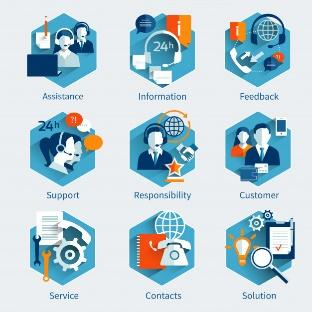 Assistance
i
24h
Information
i
Feedback
24h
?!
Support
Responsibility
Customer
Service
Contacts
Solution